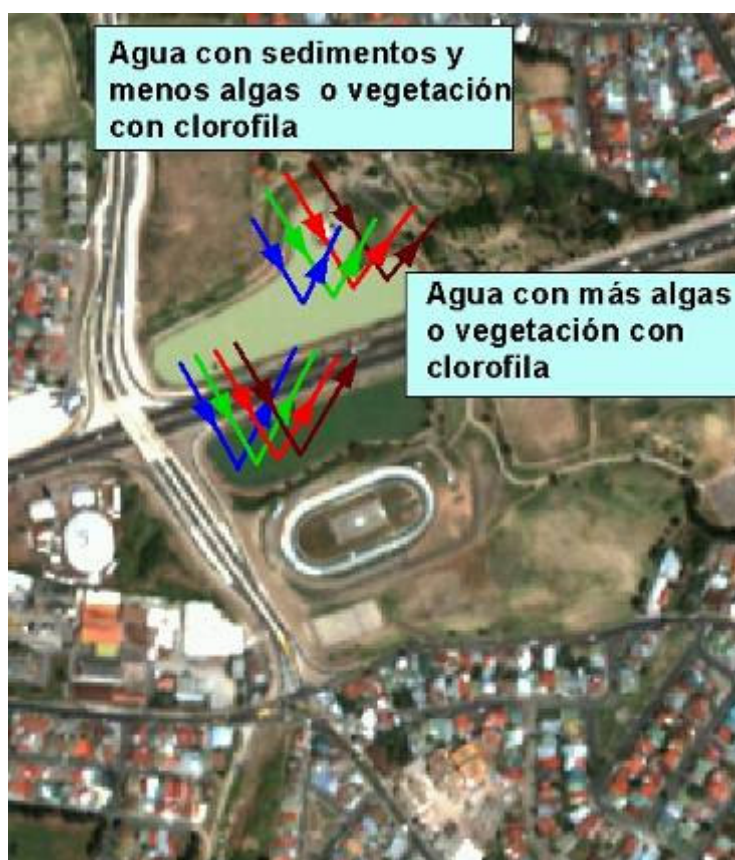 Agua con sedimentos y
menos algas o vegetación
con clorofila
Agua con más algas
o vegetación con
clorofila